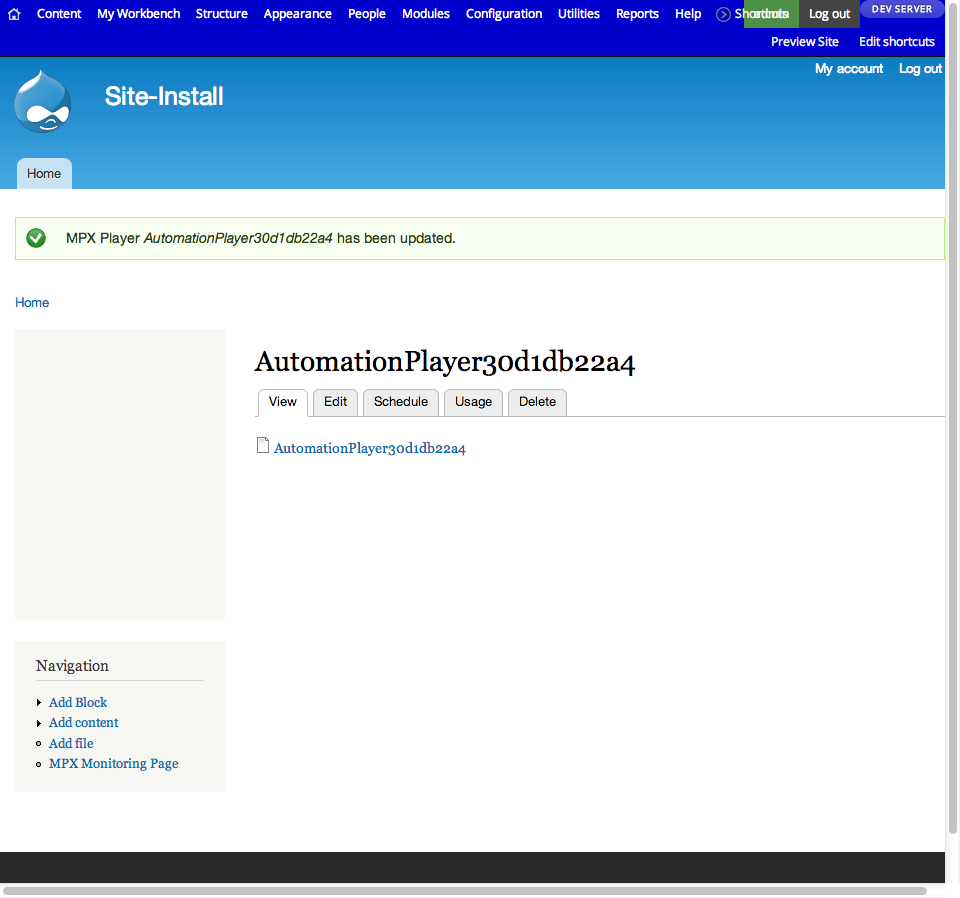 Content My Workbench Structure Appearance People Modules Configuration Utilities Reports Help Log out DEV SERVER
Preview Site Edit shortcuts
My account Log out
Site-Install
Home
MPX Player AutomationPlayer30d1db22a4 has been updated.
Home
AutomationPlayer30d1db22a4
View Edit Schedule Usage Delete
AutomationPlayer30d1db22a4
Navigation
Add Block
Add content
Add file
MPX Monitoring Page